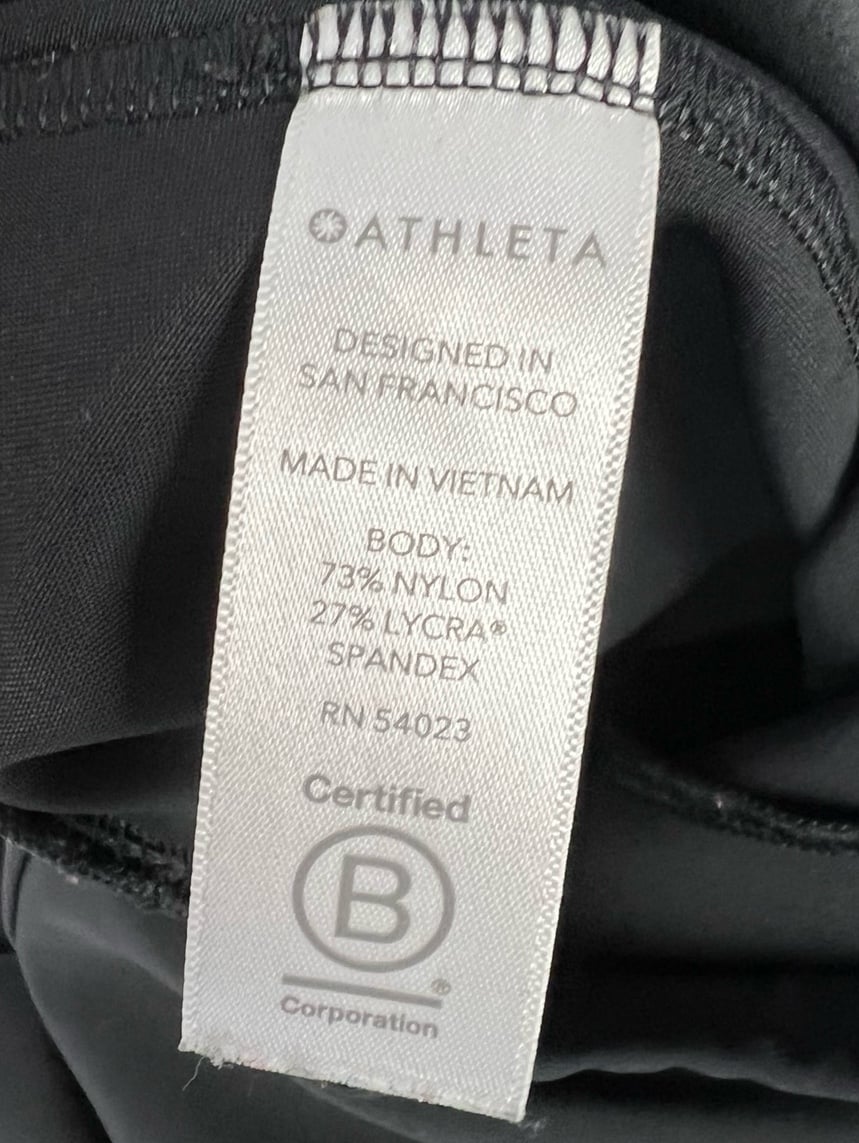 ATHLETA
DESIGNED IN
SAN FRANCISCO
MADE IN VIETNAM
BODY:
73% NYLON
27% LYCRA®
SPANDEX
RN 54023
Certified
B
®
Corporation